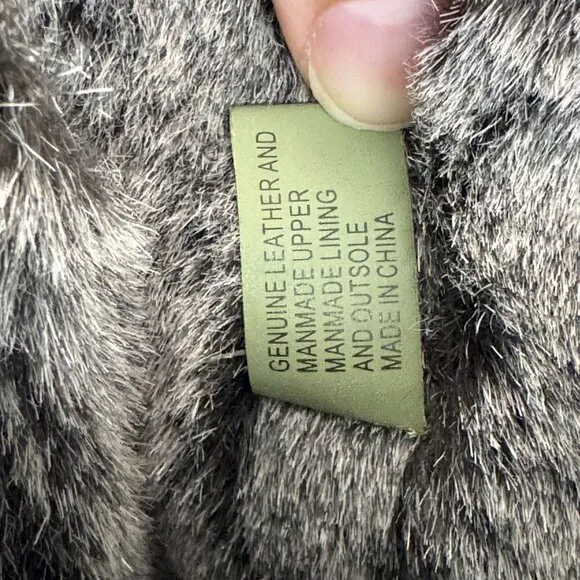 GENUINE LEATHER AND
MANMADE UPPER
MANMADE LINING
AND OUTSOLE
MADE IN CHINA